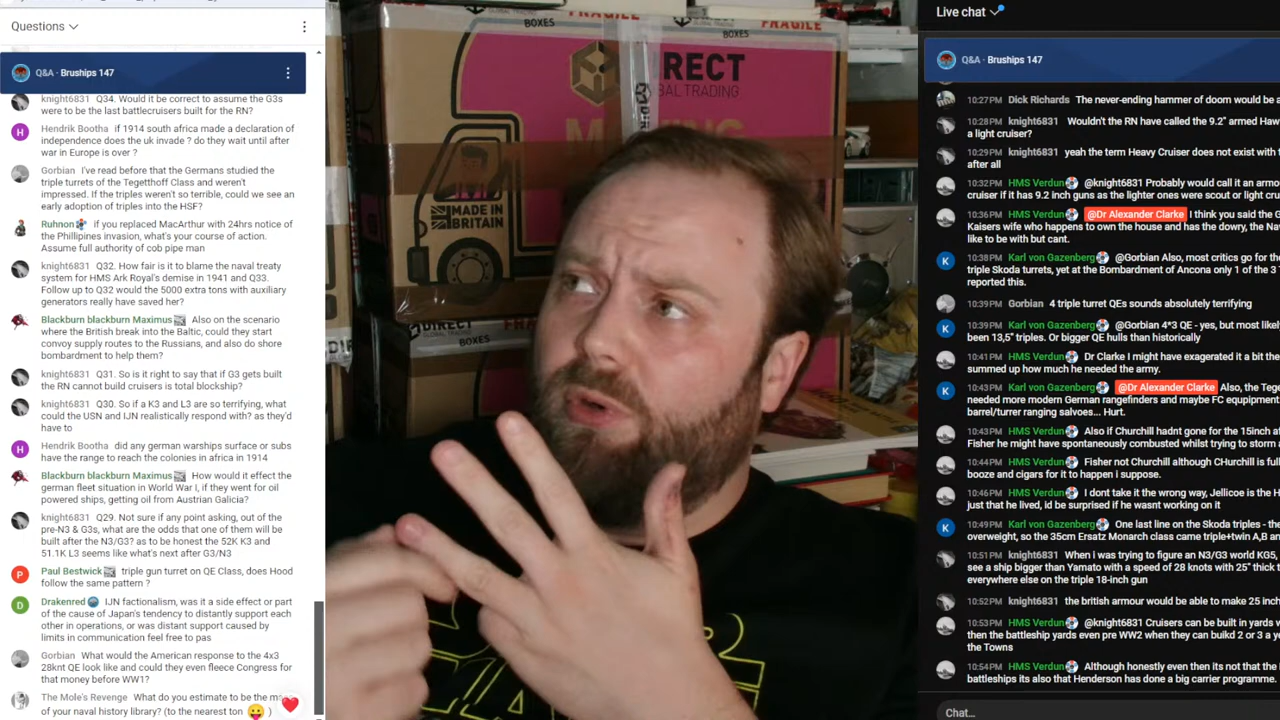 Questions
Q&A · Bruships 147
knight6831 Q34. Would it be correct to assume the G3s
were to be the last battlecruisers built for the RN?
Hendrik Bootha if 1914 south africa made a declaration of
independence does the uk invade ? do they wait until after
war in Europe is over ?
Gorbian I've read before that the Germans studied the
triple turrets of the Tegetthoff Class and weren't
impressed. If the triples weren't so terrible, could we see an
early adoption of triples into the HSF?
Ruhnon if you replaced MacArthur with 24hrs notice of
the Phillipines invasion, what's your course of action.
Assume full authority of cob pipe man
knight6831 Q32. How fair is it to blame the naval treaty
system for HMS Ark Royal's demise in 1941 and Q33.
Follow up to Q32 would the 5000 extra tons with auxiliary
generators really have saved her?
Blackburn blackburn Maximus Also on the scenario
where the British break into the Baltic, could they start
convoy supply routes to the Russians, and also do shore
bombardment to help them?
knight6831 Q31. So is it right to say that if G3 gets built
the RN cannot build cruisers is total blockship?
knight6831 Q30. So if a K3 and L3 are so terrifying, what
could the USN and IJN realistically respond with? as they'd
have to
Hendrik Bootha did any german warships surface or subs
have the range to reach the colonies in africa in 1914
Blackburn blackburn Maximus How would it effect the
german fleet situation in World War I, if they went for oil
powered ships, getting oil from Austrian Galicia?
knight6831 Q29. Not sure if any point asking, out of the
pre-N3 & G3s, what are the odds that one of them will be
built after the N3/G3? as to be honest the 52K K3 and
51.1K L3 seems like what's next after G3/N3
Paul Bestwick triple gun turret on QE Class, does Hood
follow the same pattern ?
Drakenred IJN factionalism, was it a side effect or part
of the cause of Japan's tendency to distantly support each
other in operations, or was distant support caused by
limits in communication feel free to pas
Gorbian What would the American response to the 4x3
28knt QE look like and could they even fleece Congress for
that money before WW1?
The Mole's Revenge What do you estimate to be the
of your naval history library? (to the nearest ton 😛 )
BOXES
FRAGILE
BOXES
FRAGILE
RECT
BAL TRADING
MADE IN
BRITAIN
DIRECT
BOXES
Live chat
Q&A · Bruships 147
10:27PM Dick Richards The never-ending hammer of doom would be a
10:28PM knight6831 Wouldn't the RN have called the 9.2" armed Haw
a light cruiser?
10:29PM knight6831 yeah the term Heavy Cruiser does not exist with
after all
10:32PM HMS Verdun @knight6831 Probably would call it an armo
cruiser if it has 9.2 inch guns as the lighter ones were scout or light
10:36PM HMS Verdun @Dr Alexander Clarke I think you said the G
Kaisers wife who happens to own the house and has the dowry, the Na
like to be with but cant.
10:38PM Karl von Gazenberg @Gorbian Also, most critics go for the
triple Skoda turrets, yet at the Bombardment of Ancona only 1 of the 3
reported this.
10:39PM Gorbian 4 triple turret QEs sounds absolutely terrifying
10:39PM Karl von Gazenberg @Gorbian 4*3 QE - yes, but most likel
been 13,5" triples. Or bigger QE hulls than historically
10:41PM HMS Verdun Dr Clarke I might have exagerated it a bit the
summed up how much he needed the army.
10:43PM Karl von Gazenberg @Dr Alexander Clarke Also, the Tege
needed more modern German rangefinders and maybe FC equipment.
barrel/turrer ranging salvoes... Hurt.
10:43PM HMS Verdun Also if Churchill hadnt gone for the 15inch a
Fisher he might have spontaneously combusted whilst trying to storm
10:44PM HMS Verdun Fisher not Churchill although CHurchill is full
booze and cigars for it to happen i suppose.
10:46PM HMS Verdun I dont take it the wrong way, Jellicoe is the H
just that he lived, id be surprised if he wasnt working on it
10:49PM Karl von Gazenberg One last line on the Skoda triples - the
overweight, so the 35cm Ersatz Monarch class came triple+twin A,B an
10:51PM knight6831 When i was trying to figure an N3/G3 world KG5,
see a ship bigger than Yamato with a speed of 28 knots with 25" thick
everywhere else on the triple 18-inch gun
10:52PM knight6831 the british armour would be able to make 25 inch
10:53PM HMS Verdun @knight6831 Cruisers can be built in yards w
then the battleship yards even pre WW2 when they can buikd 2 or 3 a y
the Towns
10:54PM HMS Verdun Although honestly even then its not that the
battleships its also that Henderson has done a big carrier programme.
Chat...